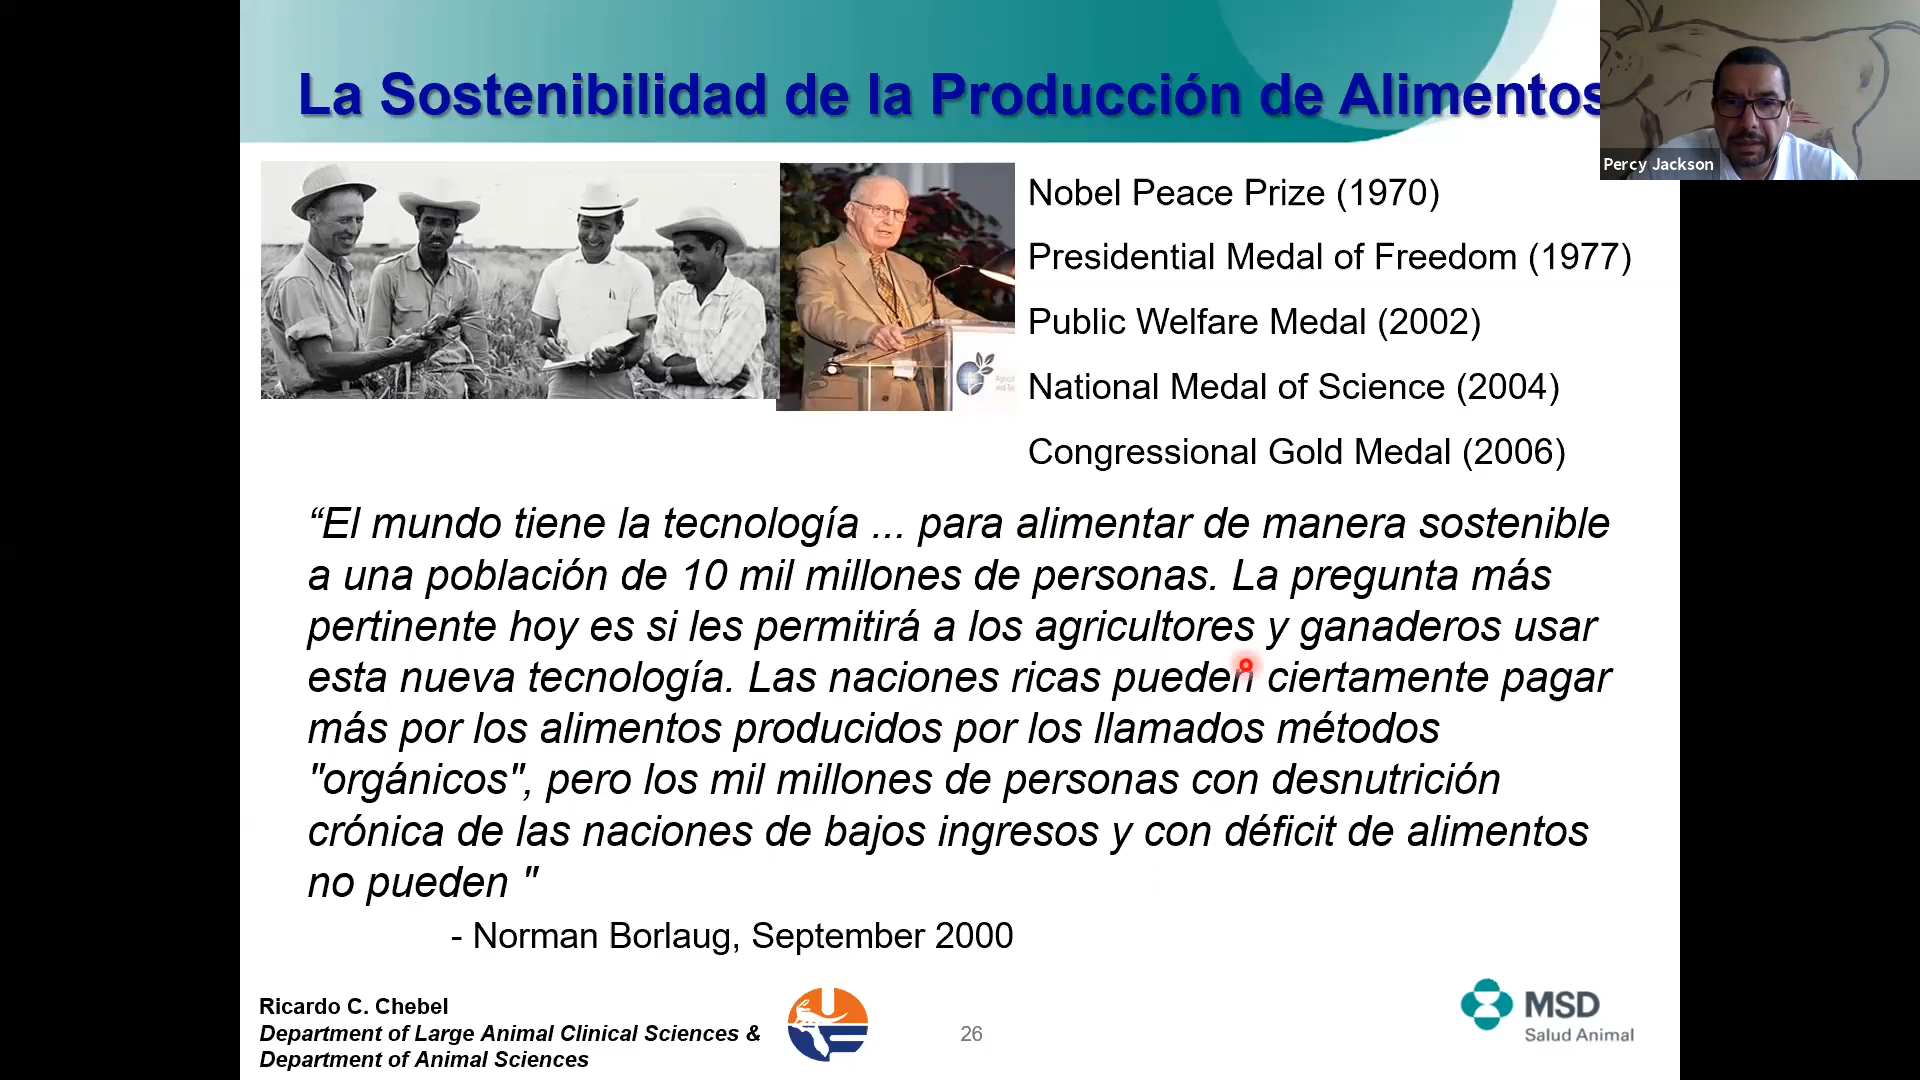 La Sostenibilidad de la Producción de Alimentos
Percy Jackson
Nobel Peace Prize (1970)
Presidential Medal of Freedom (1977)
Public Welfare Medal (2002)
National Medal of Science (2004)
Congressional Gold Medal (2006)
“El mundo tiene la tecnología ... para alimentar de manera sostenible
a una población de 10 mil millones de personas. La pregunta más
pertinente hoy es si les permitirá a los agricultores y ganaderos usar
esta nueva tecnología. Las naciones ricas pueden ciertamente pagar
más por los alimentos producidos por los llamados métodos
"orgánicos", pero los mil millones de personas con desnutrición
crónica de las naciones de bajos ingresos y con déficit de alimentos
no pueden "
- Norman Borlaug, September 2000
Ricardo C. Chebel
Department of Large Animal Clinical Sciences &
Department of Animal Sciences
26
MSD
Salud Animal